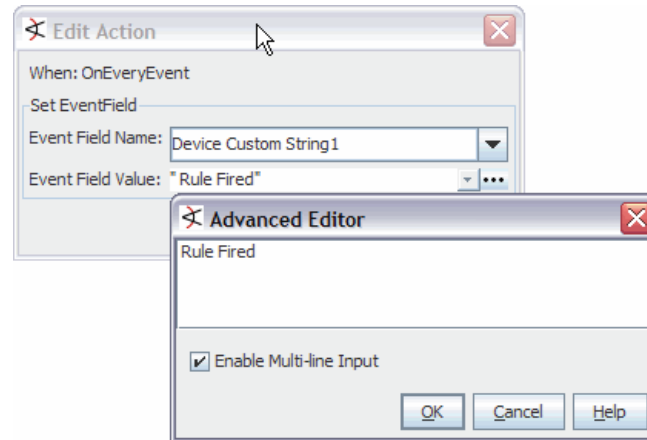 Edit Action
When: OnEveryEvent
Set EventField
Event Field Name: Device Custom String1
Event Field Value: " Rule Fired"
Advanced Editor
Rule Fired
Enable Multi-line Input
OK Cancel Help